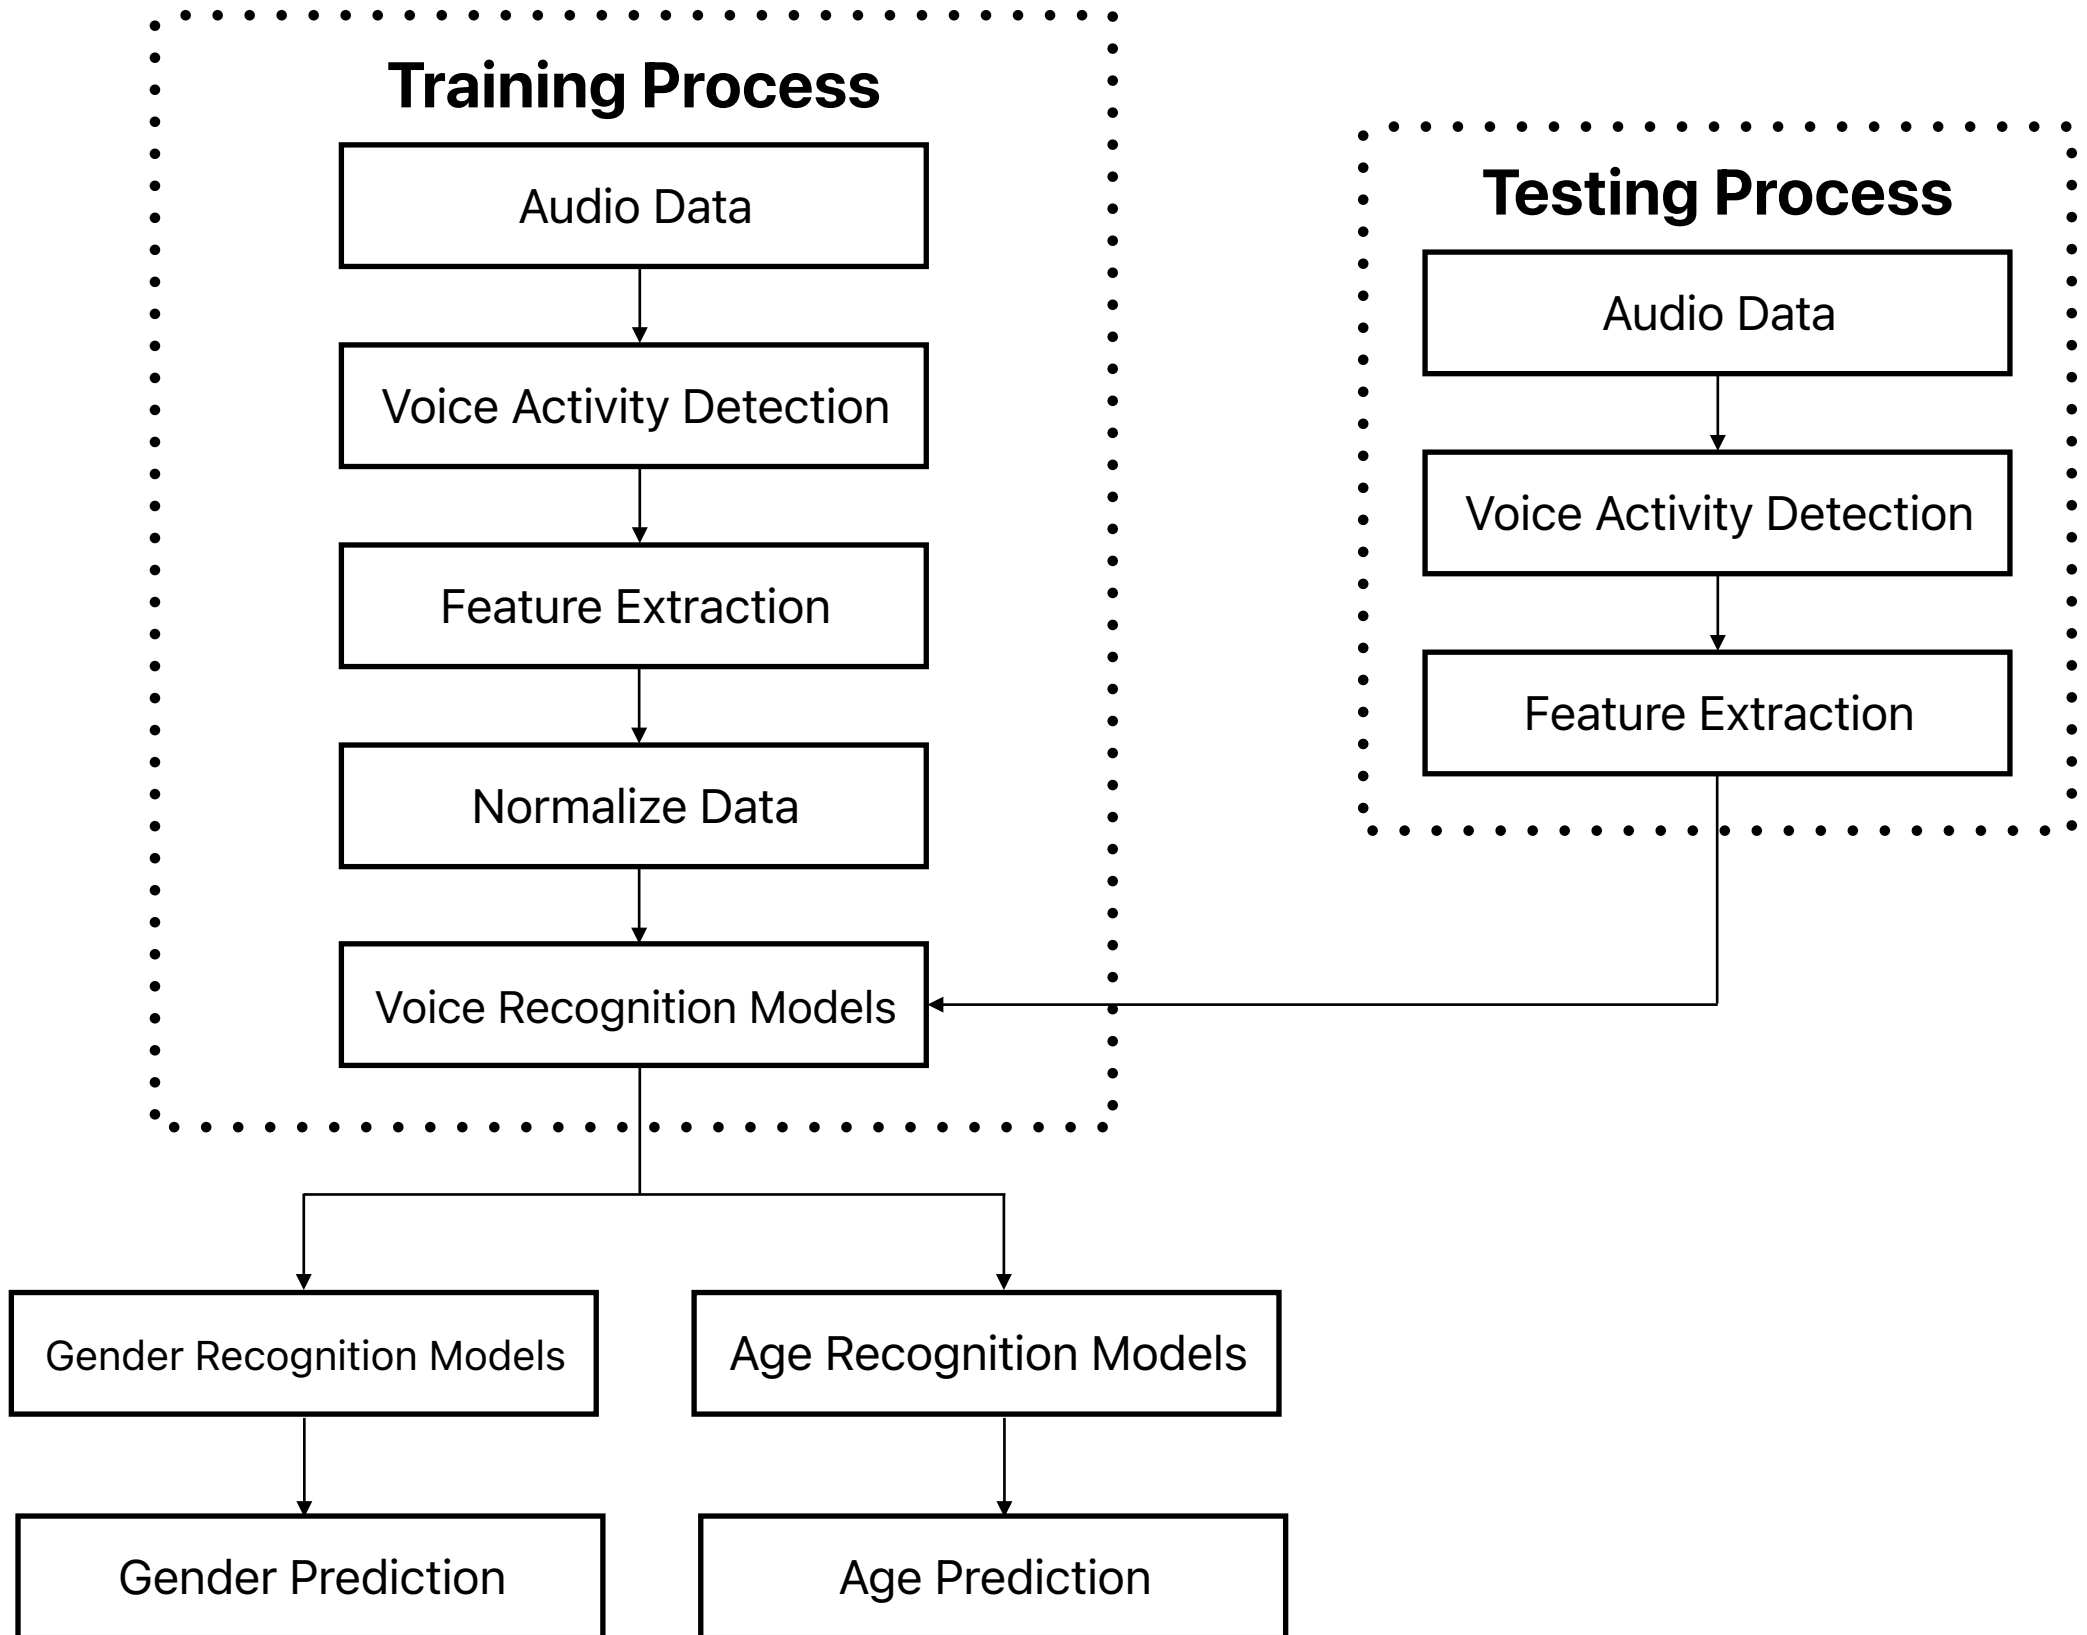 Training Process
Audio Data
Voice Activity Detection
Feature Extraction
Normalize Data
Voice Recognition Models
Testing Process
Audio Data
Voice Activity Detection
Feature Extraction
Gender Recognition Models
Age Recognition Models
Gender Prediction
Age Prediction